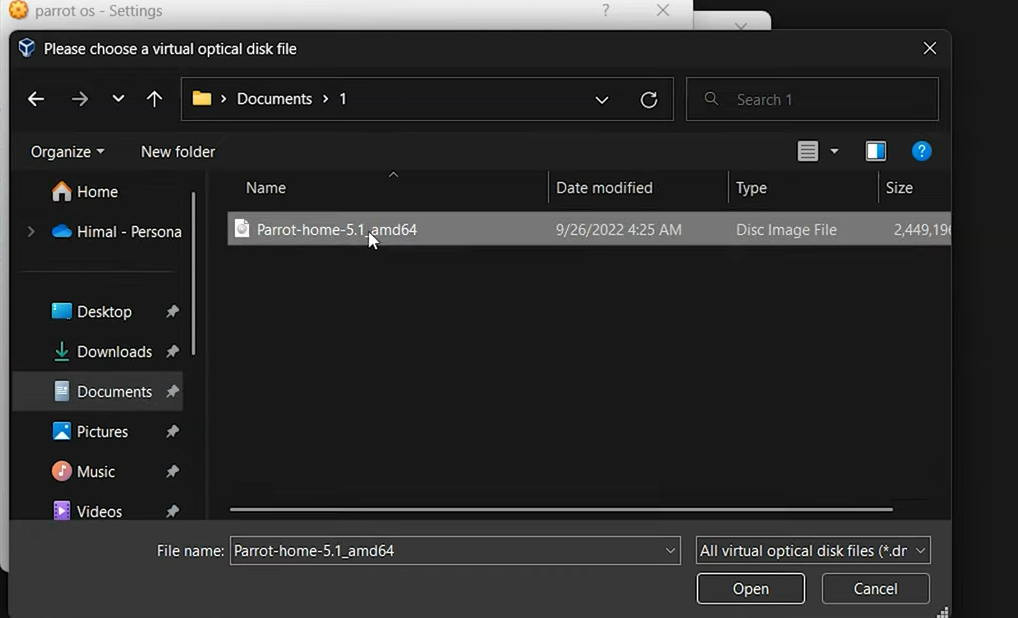 parrot os - Settings ?
Please choose a virtual optical disk file
Documents > 1
Search 1
Organize
New folder
?
Name
Date modified
Type
Size
Home
Himal - Persona
Parrot-home-5.1_amd64
9/26/2022 4:25 AM
Disc Image File
2,449,196
Desktop
Downloads
Documents
Pictures
Music
Videos
File name:
Parrot-home-5.1_amd64
All virtual optical disk files (*.dr
Open
Cancel